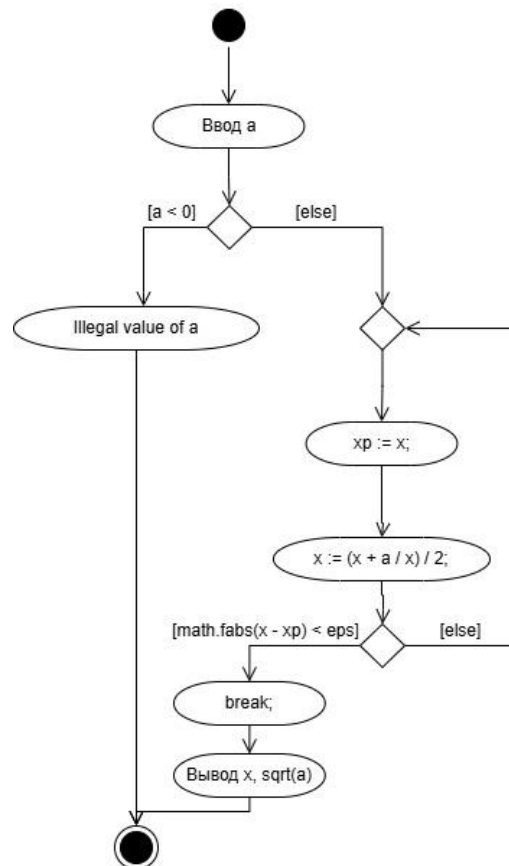 Ввод a
[a < 0]
[else]
Illegal value of a
xp := x;
x := (x + a / x) / 2;
[math.fabs(x - xp) < eps]
[else]
break;
Вывод x, sqrt(a)